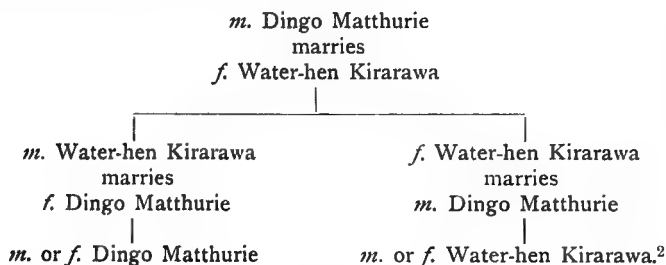 m. Dingo Matthurie
marries
f. Water-hen Kirarawa
m. Water-hen Kirarawa f. Water-hen Kirarawa
marries marries
f. Dingo Matthurie m. Dingo Matthurie
m. or f. Dingo Matthurie m. or f. Water-hen Kirarawa.²